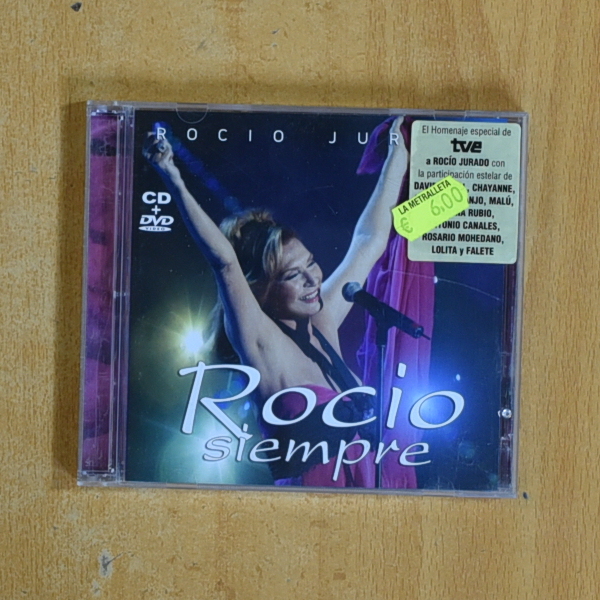 ROCIO JUR
El Homenaje especial de
tve
a ROCÍO JURADO con
la participación estelar de
CHAYANNE,
MALÚ,
RUBIO,
CANALES,
ROSARIO MOHEDANO,
LOLITA y FALETE
LA METRALLETA
€ 6,00
CD
+
DVD
VIDEO
Rocio
siempre